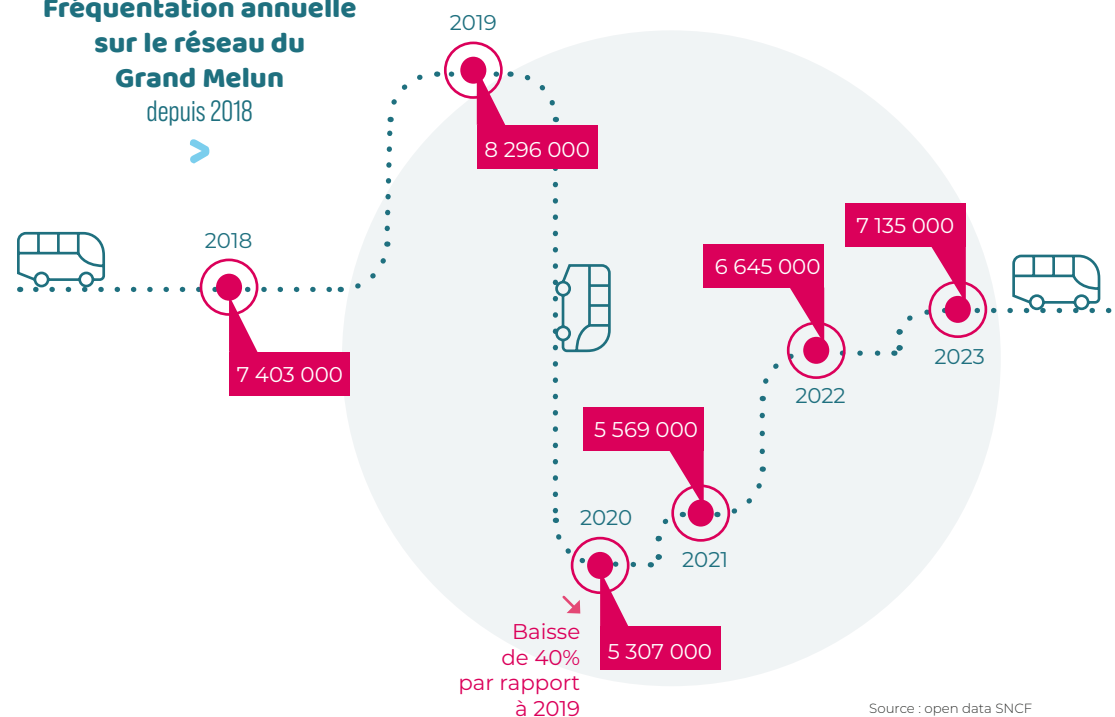 Fréquentation annuelle
sur le réseau du
Grand Melun
depuis 2018
>
2018
7 403 000
2019
8 296 000
2020
5 307 000
Baisse
de 40%
par rapport
à 2019
2021
5 569 000
2022
6 645 000
2023
7 135 000
Source : open data SNCF